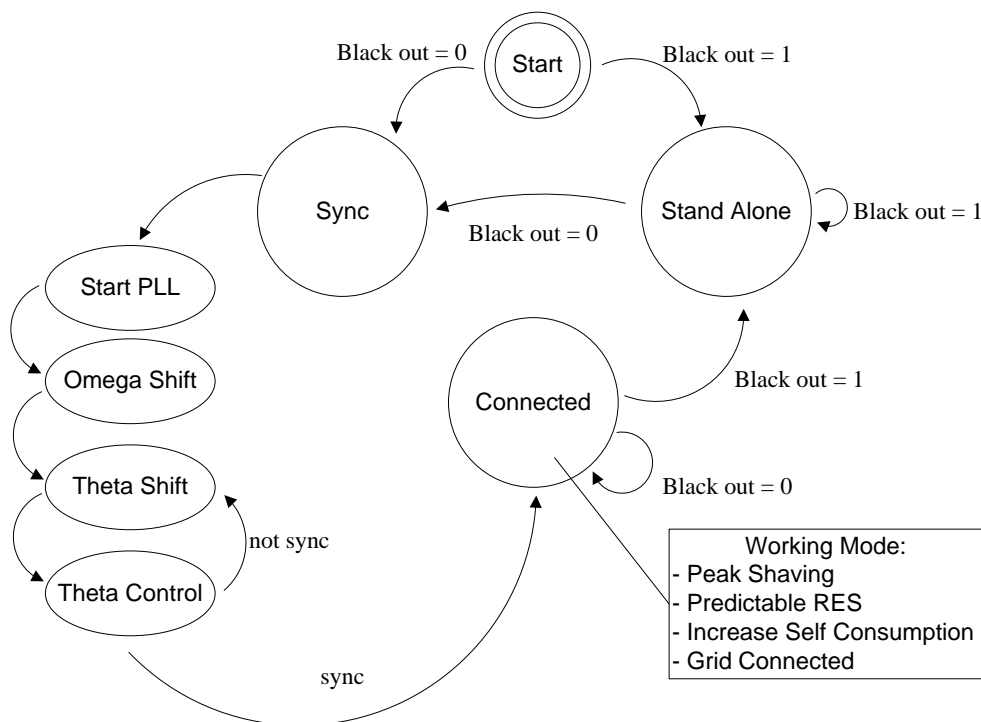 Black out = 0
Start
Black out = 1
Sync
Stand Alone
Black out = 1
Black out = 0
Start PLL
Omega Shift
Connected
Black out = 1
Theta Shift
Black out = 0
not sync
Theta Control
Working Mode:
- Peak Shaving
- Predictable RES
- Increase Self Consumption
- Grid Connected
sync